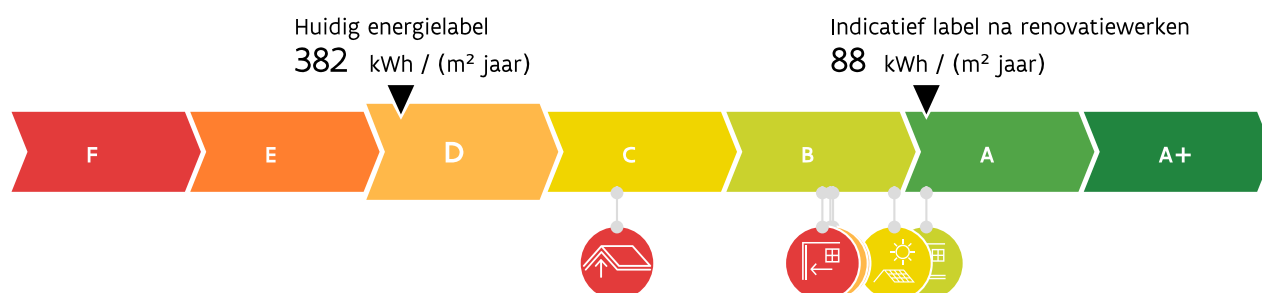 Huidig energielabel
382 kWh / (m² jaar)
Indicatief label na renovatiewerken
88 kWh / (m² jaar)
F E D C B A A+